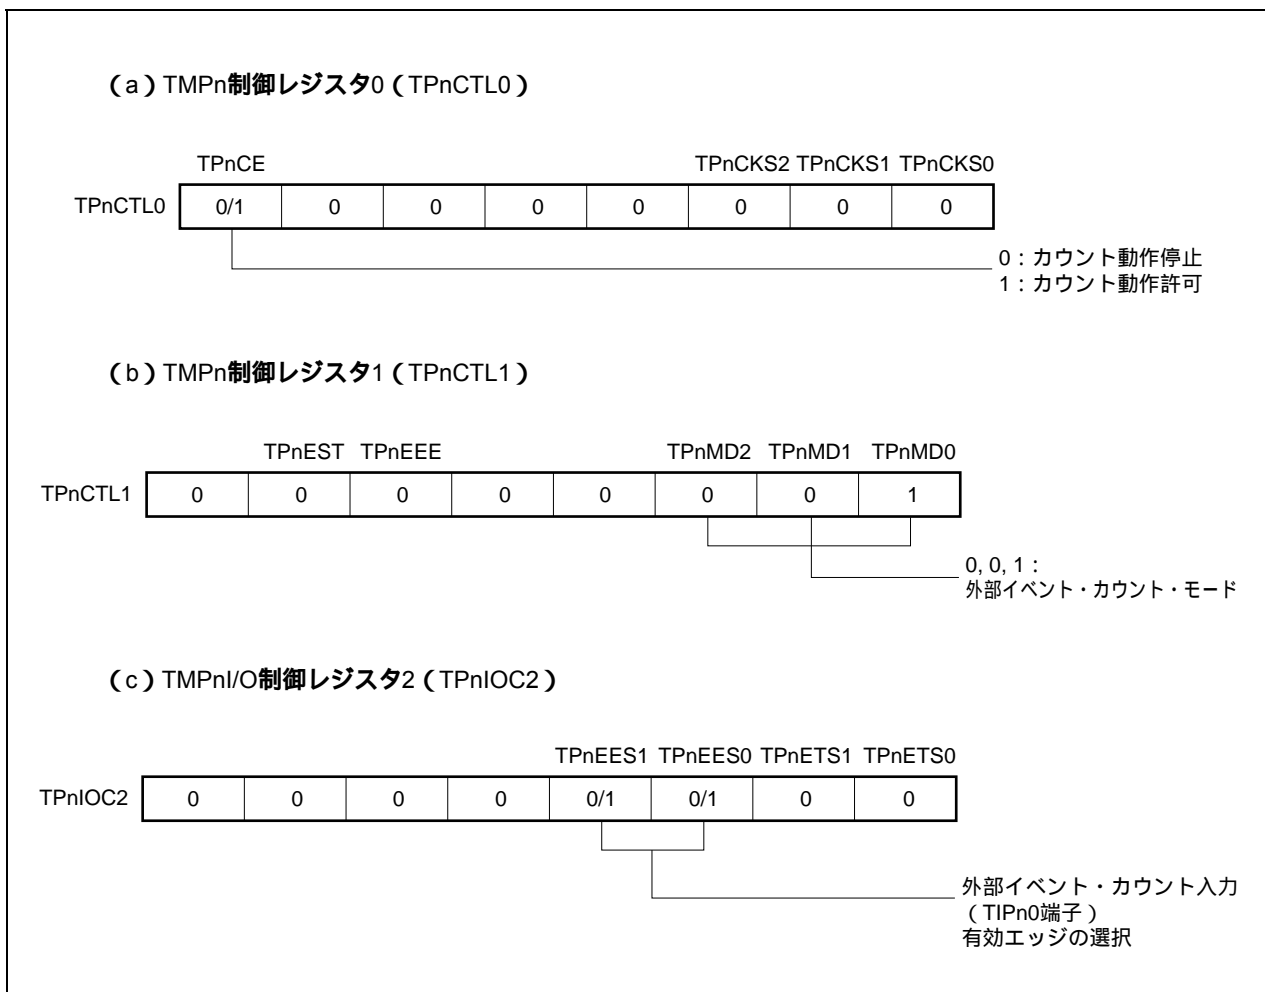 （a）TMPn制御レジスタ0（TPnCTL0）
TPnCE TPnCKS2 TPnCKS1 TPnCKS0
TPnCTL0 0/1 0 0 0 0 0 0 0
0：カウント動作停止
1：カウント動作許可
（b）TMPn制御レジスタ1（TPnCTL1）
TPnEST TPnEEE TPnMD2 TPnMD1 TPnMD0
TPnCTL1 0 0 0 0 0 0 0 1
0, 0, 1：
外部イベント・カウント・モード
（c）TMPnI/O制御レジスタ2（TPnIOC2）
TPnEES1 TPnEES0 TPnETS1 TPnETS0
TPnIOC2 0 0 0 0 0/1 0/1 0 0
外部イベント・カウント入力
（TIPn0端子）
有効エッジの選択